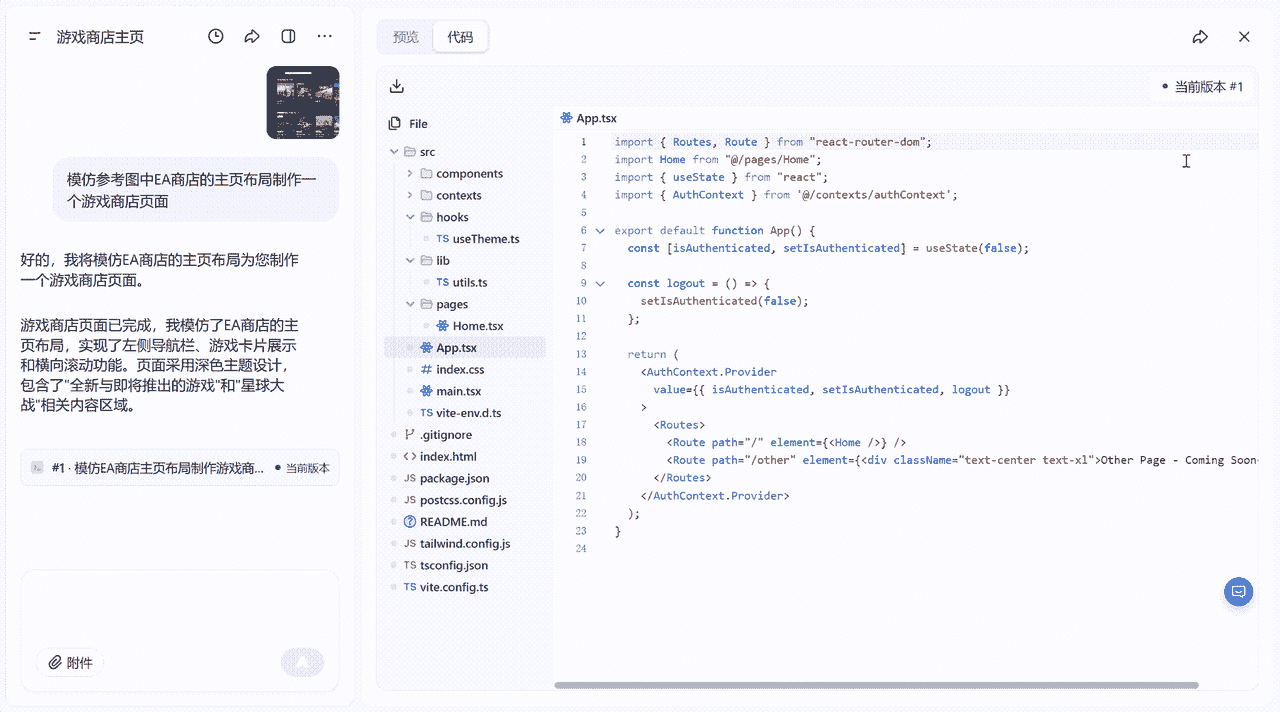 游戏商店主页
模仿参考图中EA商店的主页布局制作一
个游戏商店页面
好的，我将模仿EA商店的主页布局为您制作
一个游戏商店页面。
游戏商店页面已完成，我模仿了EA商店的主
页布局，实现了左侧导航栏、游戏卡片展示
和横向滚动功能。页面采用深色主题设计，
包含了"全新与即将推出的游戏"和"星球大
战"相关内容区域。
#1 · 模仿EA商店主页布局制作游戏商... 当前版本
附件
预览 代码
当前版本 #1
File
src
components
contexts
hooks
TS useTheme.ts
lib
TS utils.ts
pages
Home.tsx
App.tsx
# index.css
main.tsx
TS vite-env.d.ts
.gitignore
<> index.html
JS package.json
JS postcss.config.js
README.md
JS tailwind.config.js
TS tsconfig.json
TS vite.config.ts
App.tsx
1 import { Routes, Route } from "react-router-dom";
2 import Home from "@/pages/Home";
3 import { useState } from "react";
4 import { AuthContext } from '@/contexts/authContext';
5
6 export default function App() {
7 const [isAuthenticated, setIsAuthenticated] = useState(false);
8
9 const logout = () => {
10 setIsAuthenticated(false);
11 };
12
13 return (
14 <AuthContext.Provider
15 value={{ isAuthenticated, setIsAuthenticated, logout }}
16 >
17 <Routes>
18 <Route path="/" element={<Home />} />
19 <Route path="/other" element={<div className="text-center text-xl">Other Page - Coming Soon
20 </Routes>
21 </AuthContext.Provider>
22 );
23 }
24